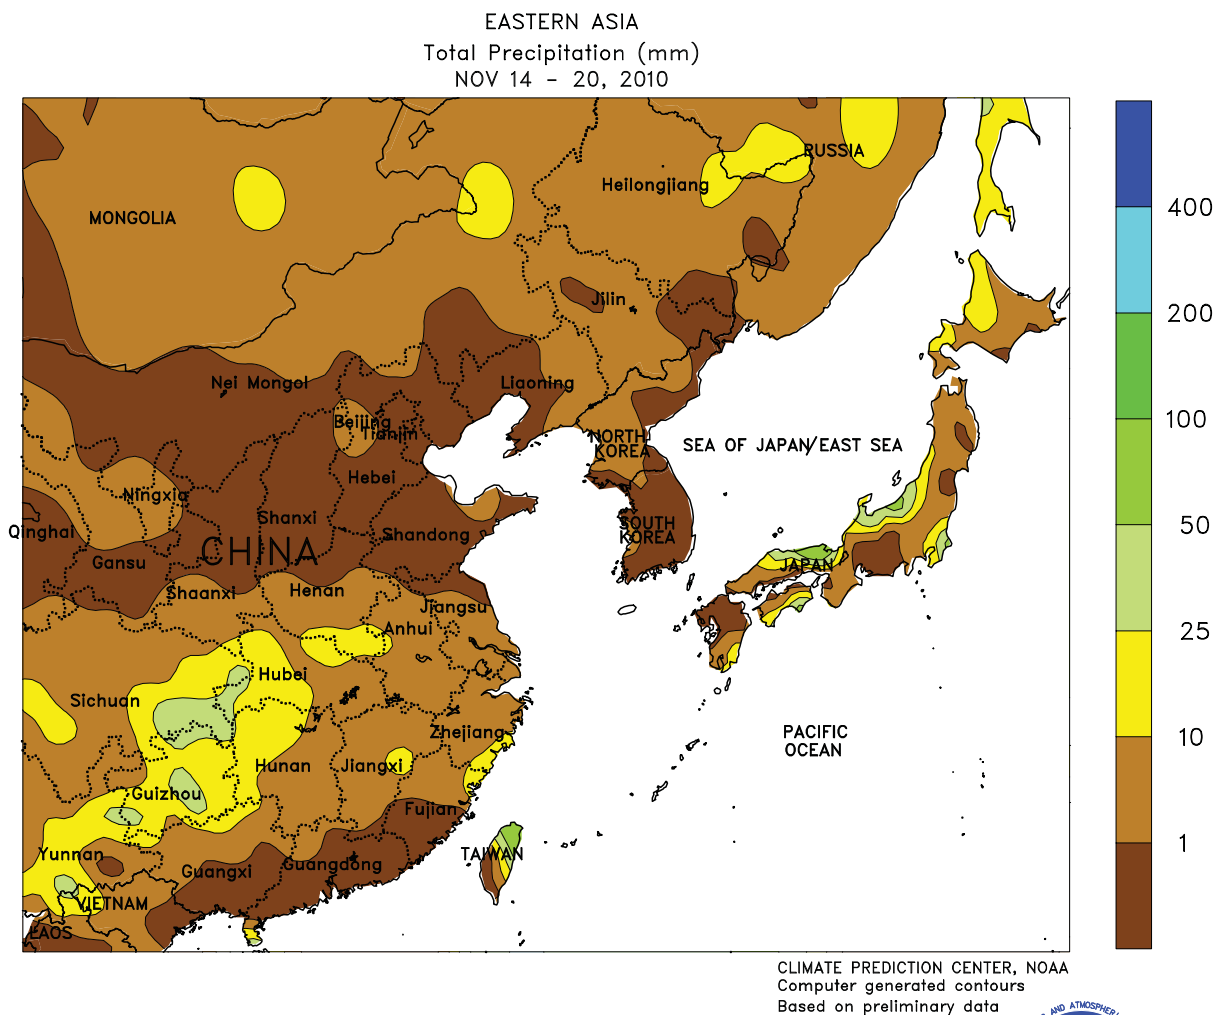 EASTERN ASIA
Total Precipitation (mm)
NOV 14 - 20, 2010
RUSSIA
Heilongjiang
MONGOLIA
400
200
100
50
25
10
1
Jilin
Nei Mongol
Liaoning
Beijing
Tianjin
NORTH
KOREA
SEA OF JAPAN/EAST SEA
Hebei
Ningxia
Shanxi
Qinghai
CHINA
Shandong
SOUTH
KOREA
Gansu
JAPAN
Shaanxi
Henan
Jiangsu
Anhui
Hubei
Sichuan
Zhejiang
PACIFIC
OCEAN
Hunan
Jiangxi
Guizhou
Fujian
Yunnan
TAIWAN
Guangxi
Guangdong
VIETNAM
LAOS
CLIMATE PREDICTION CENTER, NOAA
Computer generated contours
Based on preliminary data
AND ATMOSPHERI